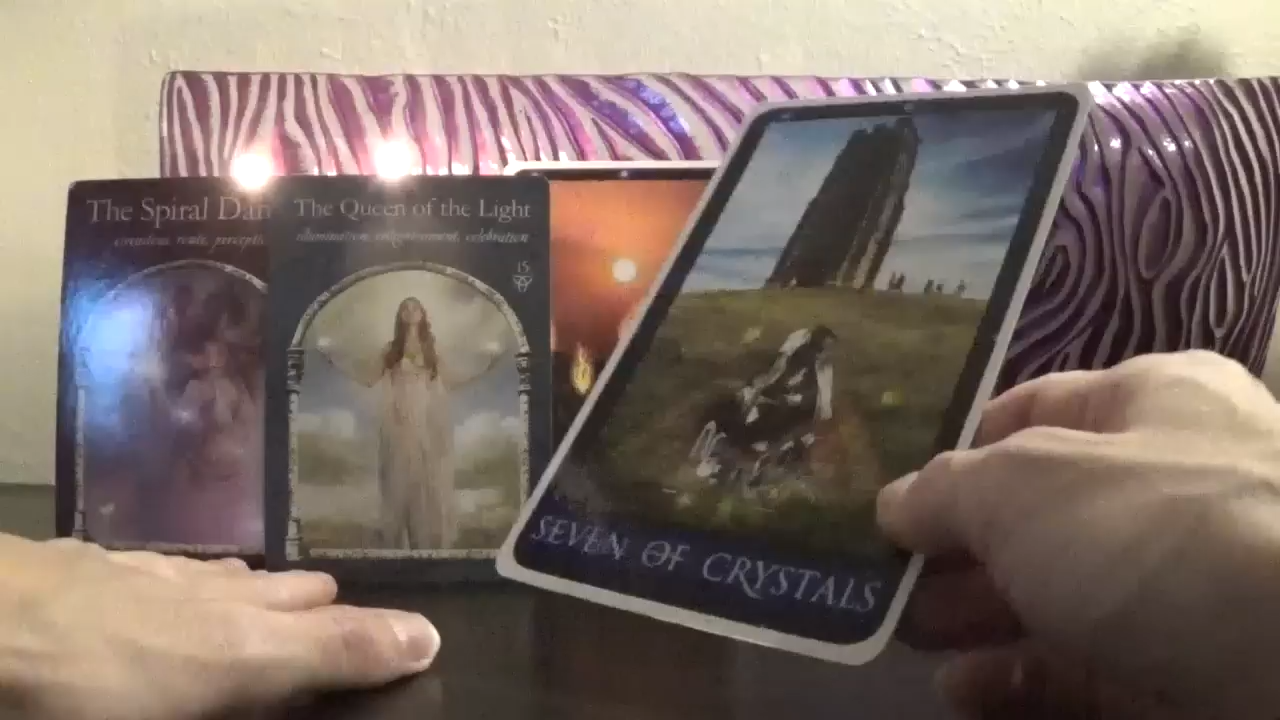 The Spiral Dan
The Queen of the Light
illumination, enlightenment, celebration
15
SEVEN OF CRYSTALS